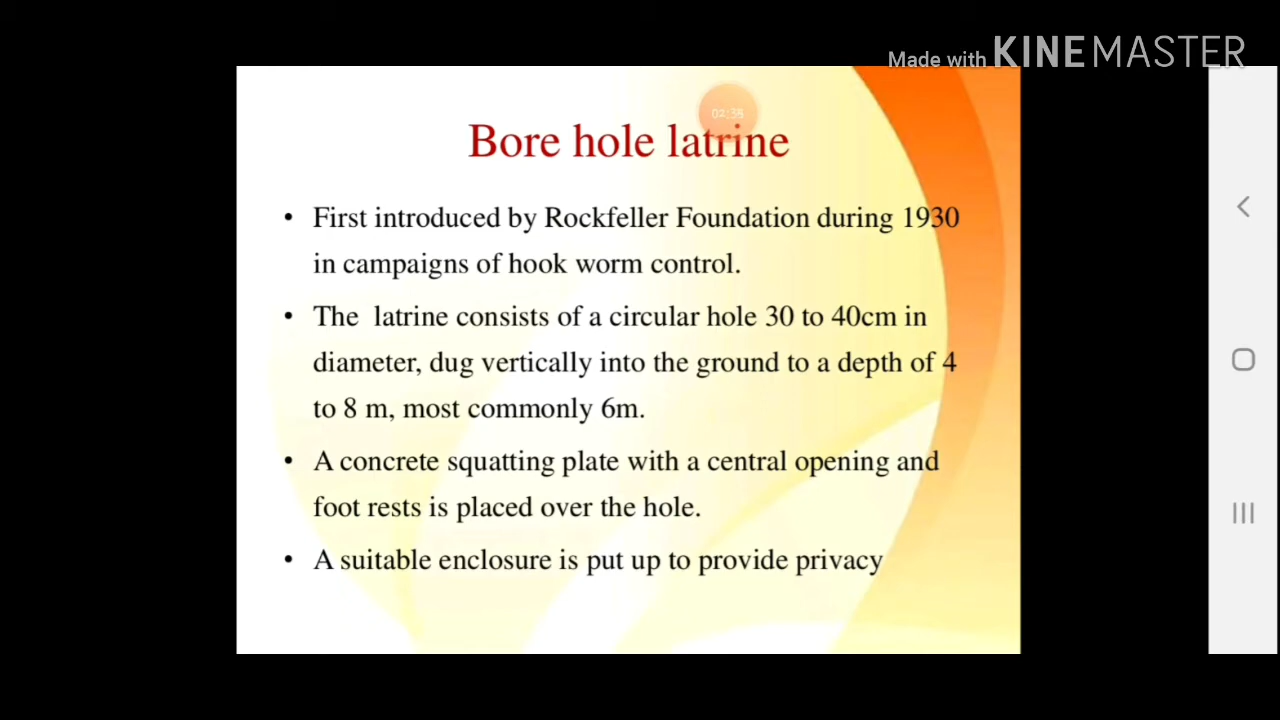 Made with KINEMASTER
02:35
Bore hole latrine
• First introduced by Rockfeller Foundation during 1930
in campaigns of hook worm control.
• The latrine consists of a circular hole 30 to 40cm in
diameter, dug vertically into the ground to a depth of 4
to 8 m, most commonly 6m.
• A concrete squatting plate with a central opening and
foot rests is placed over the hole.
• A suitable enclosure is put up to provide privacy